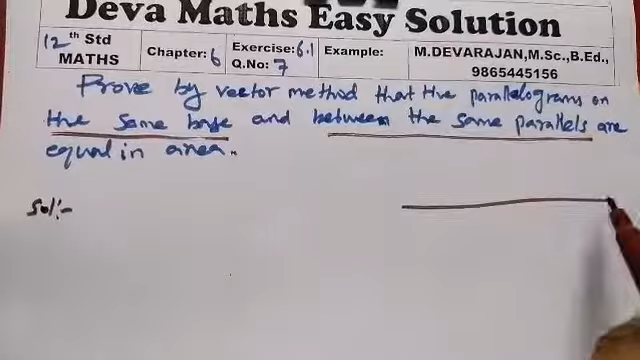 Deva Maths Easy Solution
12th Std MATHS
Chapter: 6
Exercise: 6.1
Q.No: 7
Example:
M.DEVARAJAN,M.Sc.,B.Ed., 9865445156
Prove by vector method that the parallelograms on
the same base and between the same parallels are
equal in area.
Sol:-